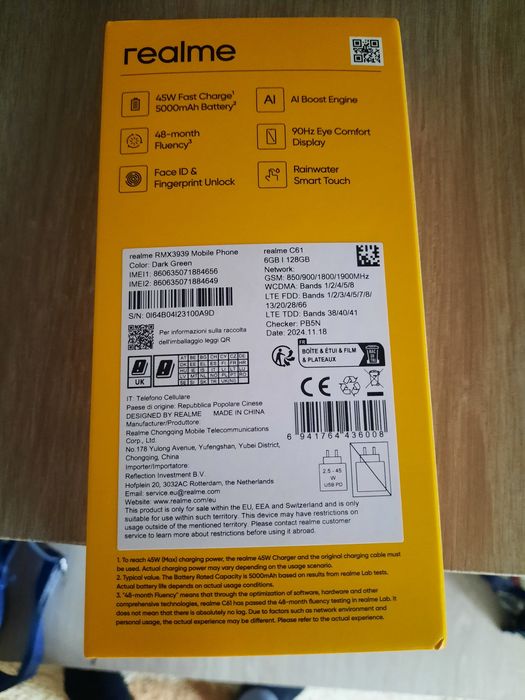 realme
45W Fast Charge¹
5000mAh Battery²
AI
AI Boost Engine
48-month
Fluency³
90Hz Eye Comfort
Display
Face ID &
Fingerprint Unlock
Rainwater
Smart Touch
realme RMX3939 Mobile Phone
Color: Dark Green
IMEI1: 860635071884656
IMEI2: 860635071884649
S/N: 0I64B04I23100A9D
Per informazioni sulla raccolta
dell'imballaggio leggi QR
UK
realme C61
6GB | 128GB
Network:
GSM: 850/900/1800/1900MHz
WCDMA: Bands 1/2/4/5/8
LTE FDD: Bands 1/2/3/4/5/7/8/
13/20/28/66
LTE TDD: Bands 38/40/41
Checker: PB5N
Date: 2024.11.18
FR
BOÎTE & ÉTUI & FILM
& PLATEAUX
CE
IT: Telefono Cellulare
Paese di origine: Repubblica Popolare Cinese
DESIGNED BY REALME MADE IN CHINA
Manufacturer/Produttore:
Realme Chongqing Mobile Telecommunications
Corp., Ltd.
No.178 Yulong Avenue, Yufengshan, Yubei District,
Chongqing, China
Importer/Importatore:
Reflection Investment B.V.
Hofplein 20, 3032AC Rotterdam, the Netherlands
Email: service.eu@realme.com
Website: www.realme.com/eu
6 941764 436008
2.5 - 45
W
USB PD
This product is only for sale within the EU, EEA and Switzerland and is only
suitable for use within such territory. This device may have restrictions on
usage outside of the mentioned territory. Please contact realme customer
service to learn more about restrictions before using it abroad.
1. To reach 45W (Max) charging power, the realme 45W Charger and the original charging cable must
be used. Actual charging power may vary depending on the usage scenario.
2. Typical value. The Battery Rated Capacity is 5000mAh based on results from realme Lab tests.
Actual battery life depends on actual usage conditions.
3. "48-month Fluency" means that through the optimization of software, hardware and other
comprehensive technologies, realme C61 has passed the 48-month fluency testing in realme Lab. It
does not mean that there is absolutely no lag. Due to factors such as network environment and
personal usage, the actual experience may be different. Please refer to the actual experience.